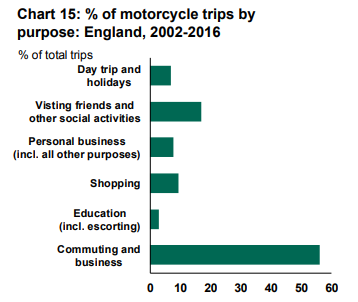 Chart 15: % of motorcycle trips by
purpose: England, 2002-2016
% of total trips
Day trip and
holidays
Visting friends and
other social activities
Personal business
(incl. all other purposes)
Shopping
Education
(incl. escorting)
Commuting and
business
0 10 20 30 40 50 60